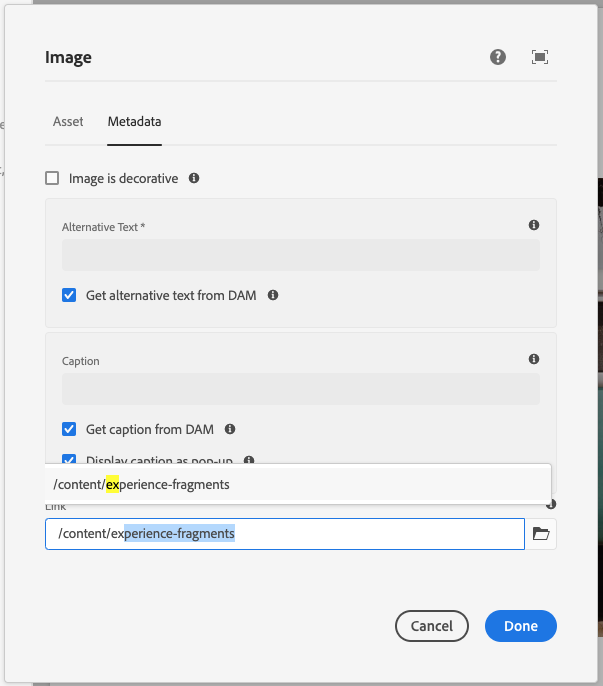 Image
Asset
Metadata
Image is decorative
Alternative Text *
Get alternative text from DAM
Caption
Get caption from DAM
Display caption as pop-up
/content/experience-fragments
Link
/content/experience-fragments
Cancel
Done